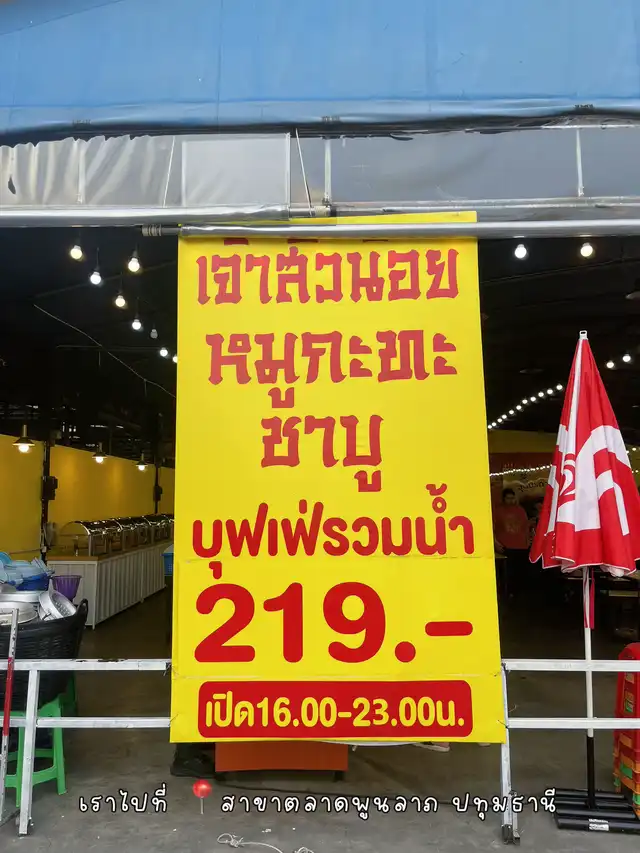 เจ้าสัวน้อย
หมูกะทะ
ชาบู
บุฟเฟ่รวมน้ำ
219.-
เปิด16.00-23.00น.
เราไปที่ 📍 สาขาตลาดพูนลาภ ปทุมธานี